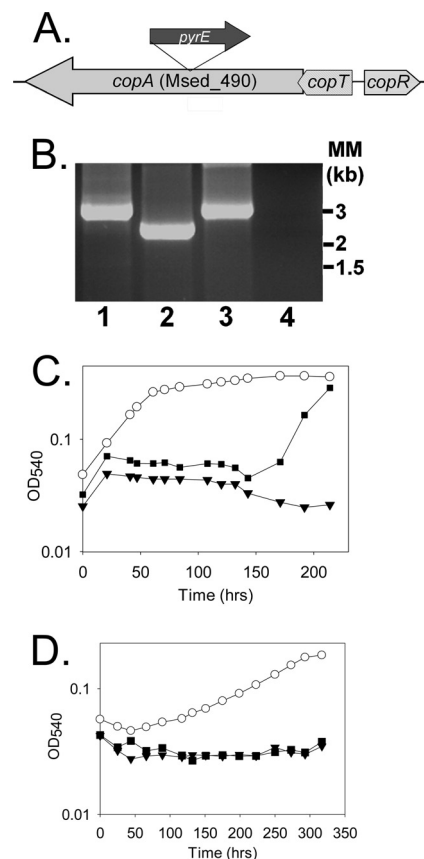 A.
pyrE
copA (Msed_490)
copT
copR
B.
MM
(kb)
3
2
1.5
1 2 3 4
C.
OD540
0.1
0.01
0 50 100 150 200
Time (hrs)
D.
OD540
0.1
0.01
0 50 100 150 200 250 300 350
Time (hrs)